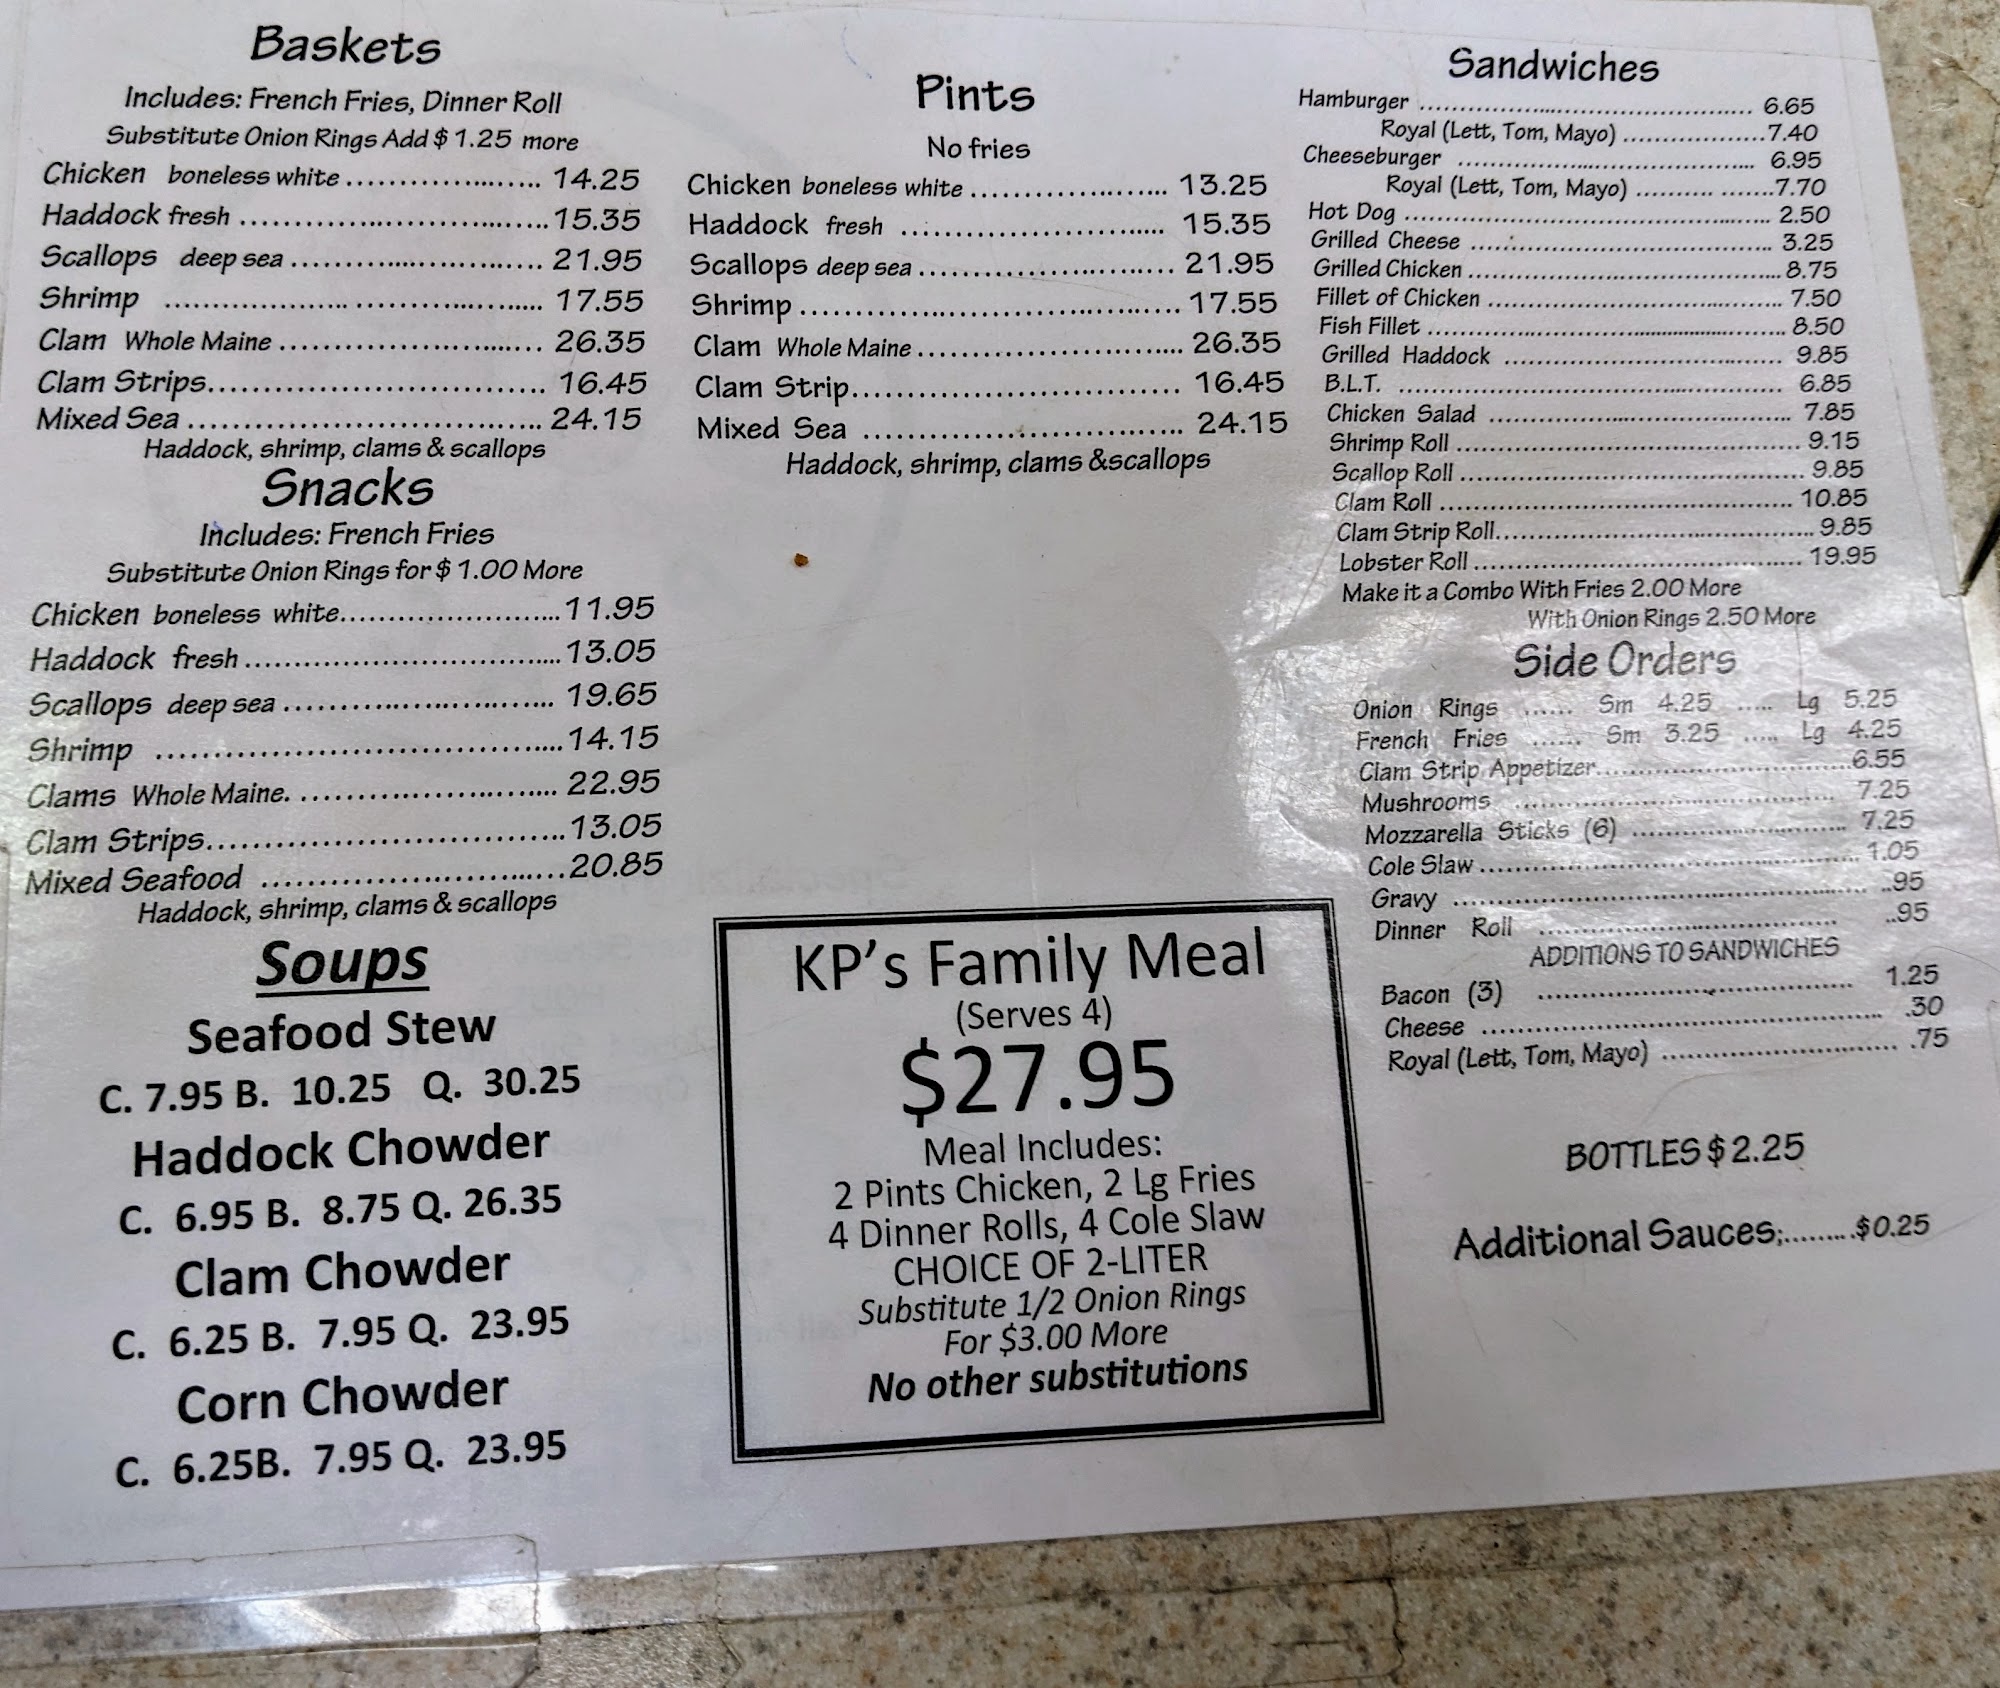 Baskets
Includes: French Fries, Dinner Roll
Substitute Onion Rings Add $ 1.25 more
Chicken boneless white .......................... 14.25
Haddock fresh ....................................15.35
Scallops deep sea .............................. 21.95
Shrimp .......................................... 17.55
Clam Whole Maine .............................. 26.35
Clam Strips.................................. 16.45
Mixed Sea ........................................ 24.15
Haddock, shrimp, clams & scallops
Snacks
Includes: French Fries
Substitute Onion Rings for $ 1.00 More
Chicken boneless white..........................11.95
Haddock fresh ....................................13.05
Scallops deep sea ............................... 19.65
Shrimp .........................................14.15
Clams Whole Maine. ............................. 22.95
Clam Strips....................................13.05
Mixed Seafood ..................................20.85
Haddock, shrimp, clams & scallops
Soups
Seafood Stew
C. 7.95 B. 10.25 Q. 30.25
Haddock Chowder
C. 6.95 B. 8.75 Q. 26.35
Clam Chowder
C. 6.25 B. 7.95 Q. 23.95
Corn Chowder
C. 6.25B. 7.95 Q. 23.95
Pints
No fries
Chicken boneless white ....................... 13.25
Haddock fresh ............................ 15.35
Scallops deep sea .............................. 21.95
Shrimp .......................................... 17.55
Clam Whole Maine .............................. 26.35
Clam Strip.................................. 16.45
Mixed Sea .................................. 24.15
Haddock, shrimp, clams &scallops
KP's Family Meal
(Serves 4)
$27.95
Meal Includes:
2 Pints Chicken, 2 Lg Fries
4 Dinner Rolls, 4 Cole Slaw
CHOICE OF 2-LITER
Substitute 1/2 Onion Rings
For $3.00 More
No other substitutions
Sandwiches
Hamburger .................................................. 6.65
Royal (Lett, Tom, Mayo) ..................7.40
Cheeseburger ............................................. 6.95
Royal (Lett, Tom, Mayo) .......... .......7.70
Hot Dog ...................................................... 2.50
Grilled Cheese ............................................. 3.25
Grilled Chicken ..............................................8.75
Fillet of Chicken ........................................... 7.50
Fish Fillet ...................................................... 8.50
Grilled Haddock .......................................... 9.85
B.L.T. ......................................................... 6.85
Chicken Salad ............................................. 7.85
Shrimp Roll .................................................. 9.15
Scallop Roll .................................................. 9.85
Clam Roll ..................................................... 10.85
Clam Strip Roll.............................................. 9.85
Lobster Roll ................................................ 19.95
Make it a Combo With Fries 2.00 More
With Onion Rings 2.50 More
Side Orders
Onion Rings ...... Sm 4.25 ..... Lg 5.25
French Fries ...... Sm 3.25 ..... Lg 4.25
Clam Strip Appetizer.................................6.55
Mushrooms .......................................... 7.25
Mozzarella Sticks (6) ............................. 7.25
Cole Slaw .................................................. 1.05
Gravy ..................................................... ..95
Dinner Roll ........................................ ..95
ADDITIONS TO SANDWICHES
Bacon (3) .......................................... 1.25
Cheese ..................................................... .30
Royal (Lett, Tom, Mayo) ............................... .75
BOTTLES $ 2.25
Additional Sauces;.........$0.25